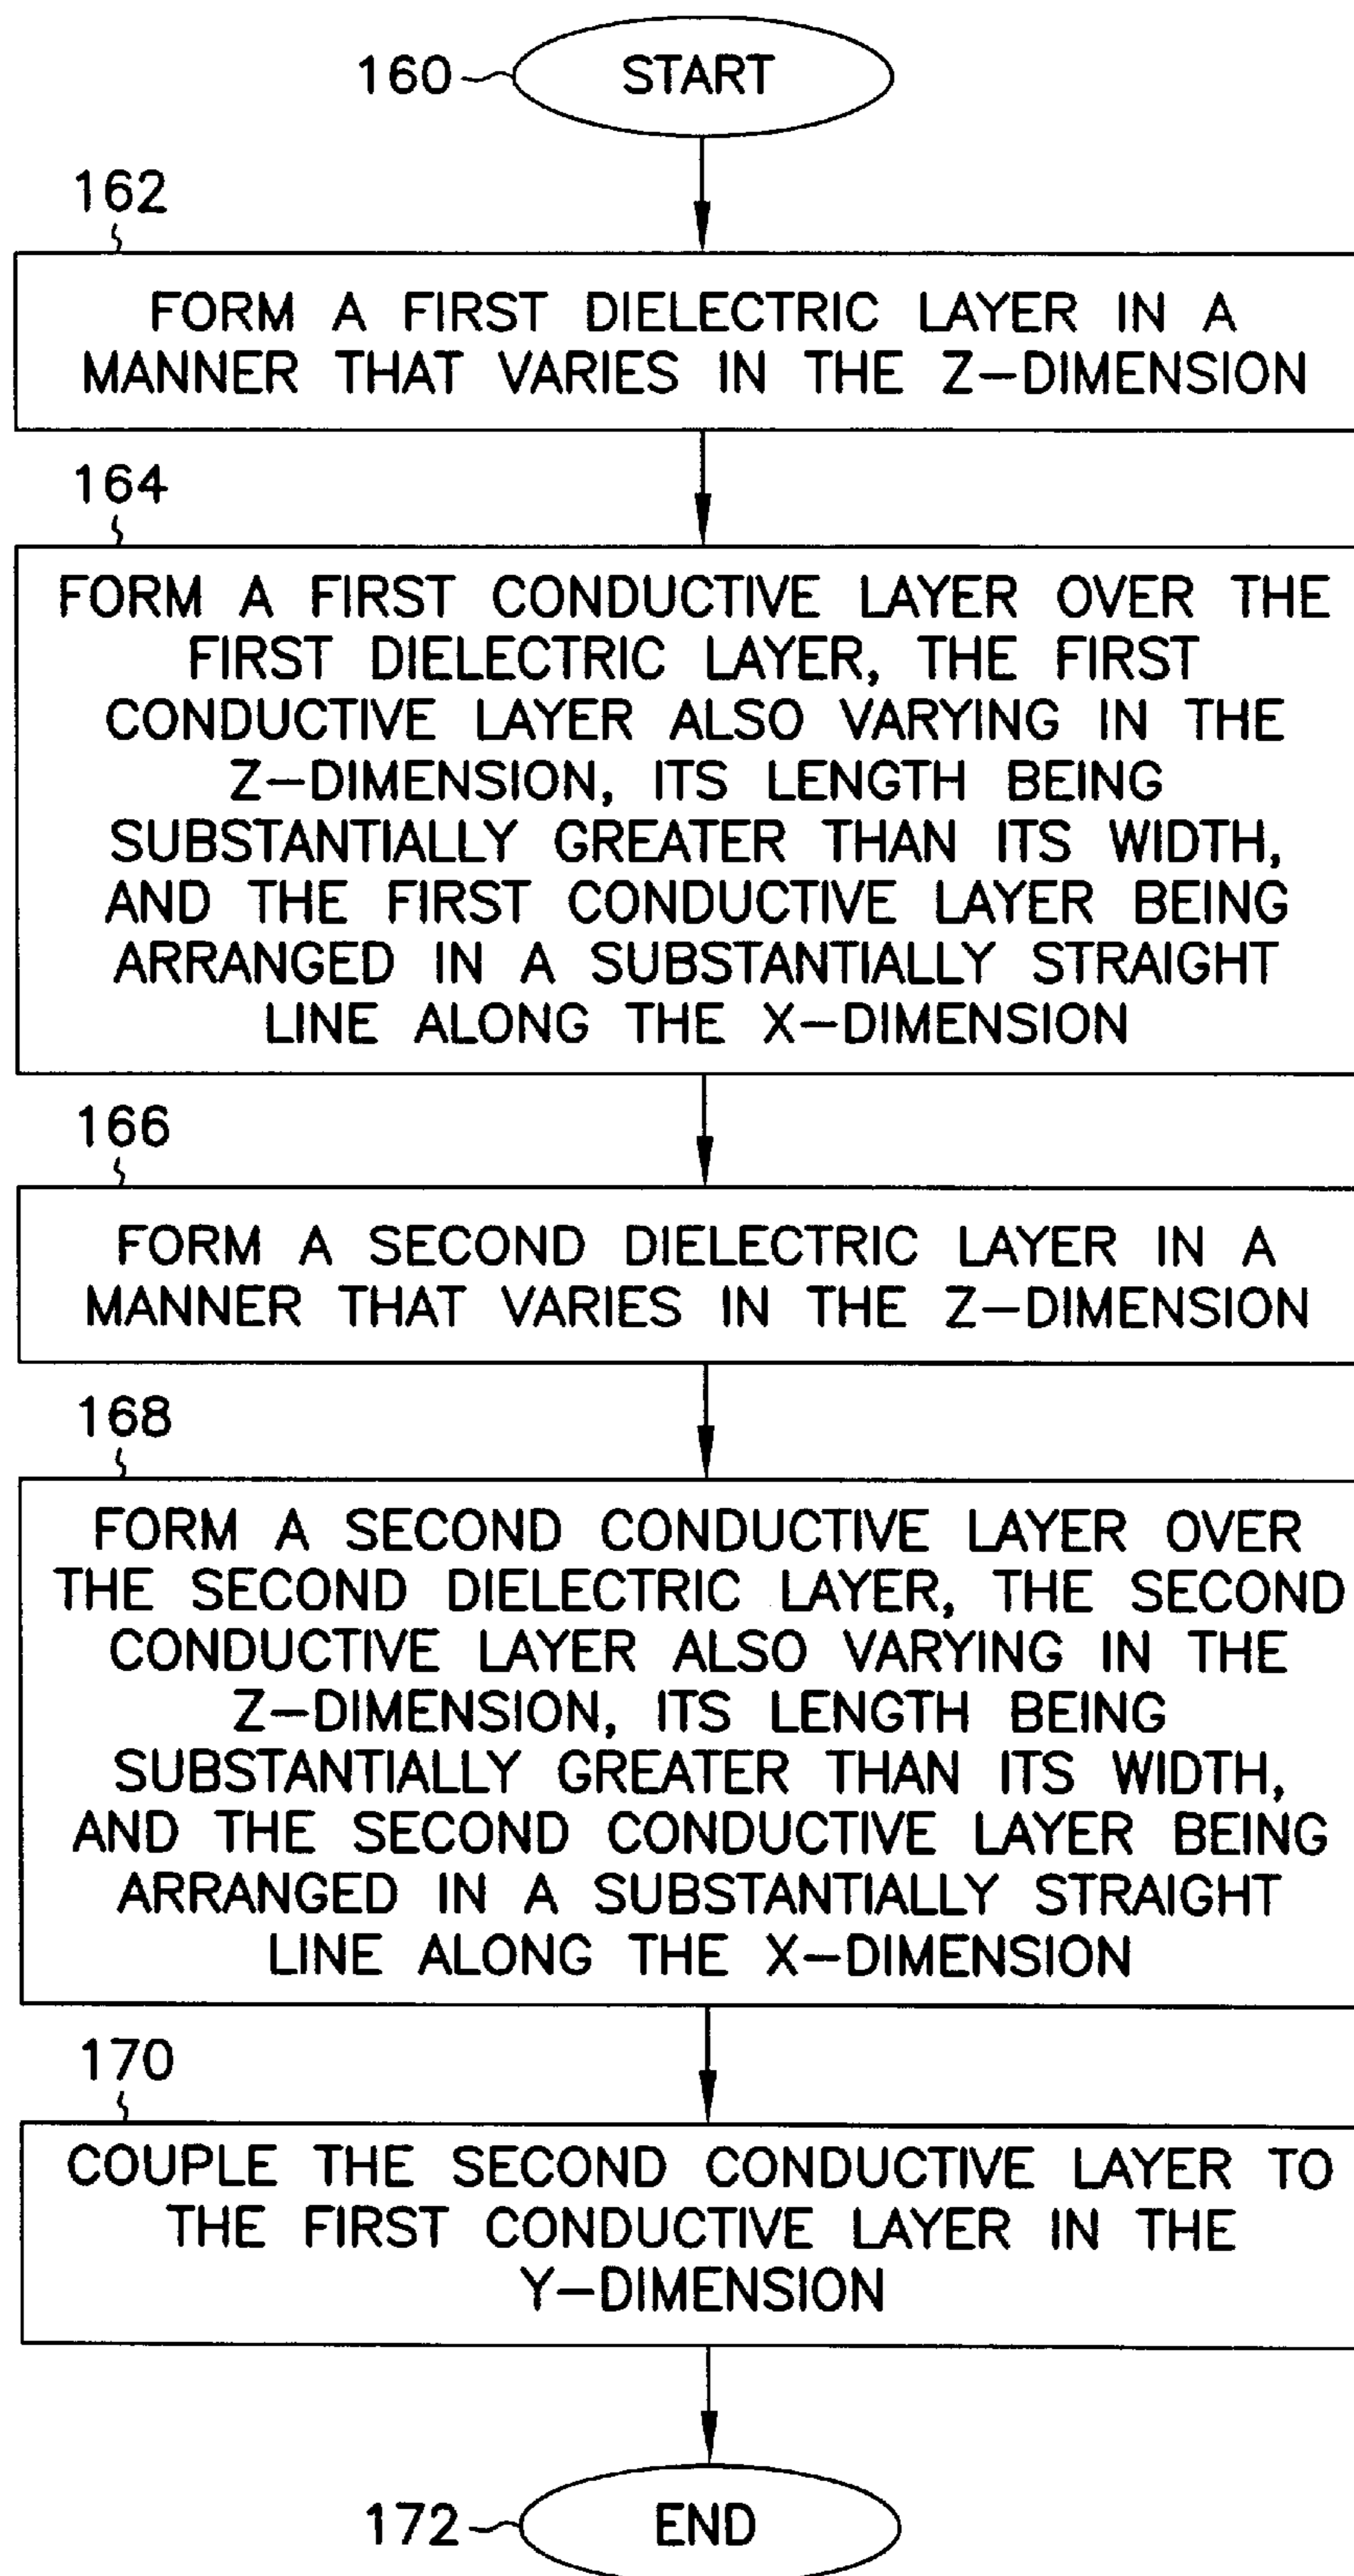 160
START
162
FORM A FIRST DIELECTRIC LAYER IN A
MANNER THAT VARIES IN THE Z-DIMENSION
164
FORM A FIRST CONDUCTIVE LAYER OVER THE
FIRST DIELECTRIC LAYER, THE FIRST
CONDUCTIVE LAYER ALSO VARYING IN THE
Z-DIMENSION, ITS LENGTH BEING
SUBSTANTIALLY GREATER THAN ITS WIDTH,
AND THE FIRST CONDUCTIVE LAYER BEING
ARRANGED IN A SUBSTANTIALLY STRAIGHT
LINE ALONG THE X-DIMENSION
166
FORM A SECOND DIELECTRIC LAYER IN A
MANNER THAT VARIES IN THE Z-DIMENSION
168
FORM A SECOND CONDUCTIVE LAYER OVER
THE SECOND DIELECTRIC LAYER, THE SECOND
CONDUCTIVE LAYER ALSO VARYING IN THE
Z-DIMENSION, ITS LENGTH BEING
SUBSTANTIALLY GREATER THAN ITS WIDTH,
AND THE SECOND CONDUCTIVE LAYER BEING
ARRANGED IN A SUBSTANTIALLY STRAIGHT
LINE ALONG THE X-DIMENSION
170
COUPLE THE SECOND CONDUCTIVE LAYER TO
THE FIRST CONDUCTIVE LAYER IN THE
Y-DIMENSION
172
END